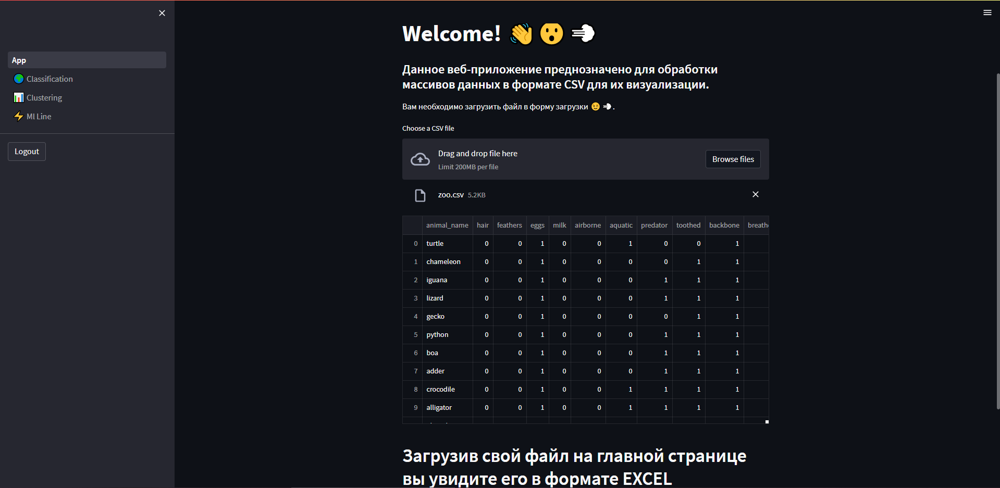 App
Classification
Clustering
Ml Line
Logout
Welcome! 👋 😮 💨
Данное веб-приложение преднозначено для обработки
массивов данных в формате CSV для их визуализации.
Вам необходимо загрузить файл в форму загрузки 😉 💨 .
Choose a CSV file
Drag and drop file here
Limit 200MB per file
Browse files
zoo.csv 5.2KB
animal_name hair feathers eggs milk airborne aquatic predator toothed backbone
0 turtle 0 0 1 0 0 1 0 0 1
1 chameleon 0 0 1 0 0 0 0 1 1
2 iguana 0 0 1 0 0 0 1 1 1
3 lizard 0 0 1 0 0 0 1 1 1
4 gecko 0 0 1 0 0 0 0 1 1
5 python 0 0 1 0 0 0 1 1 1
6 boa 0 0 1 0 0 0 1 1 1
7 adder 0 0 1 0 0 0 1 1 1
8 crocodile 0 0 1 0 0 1 1 1 1
9 alligator 0 0 1 0 0 1 1 1 1
Загрузив свой файл на главной странице
вы увидите его в формате EXCEL